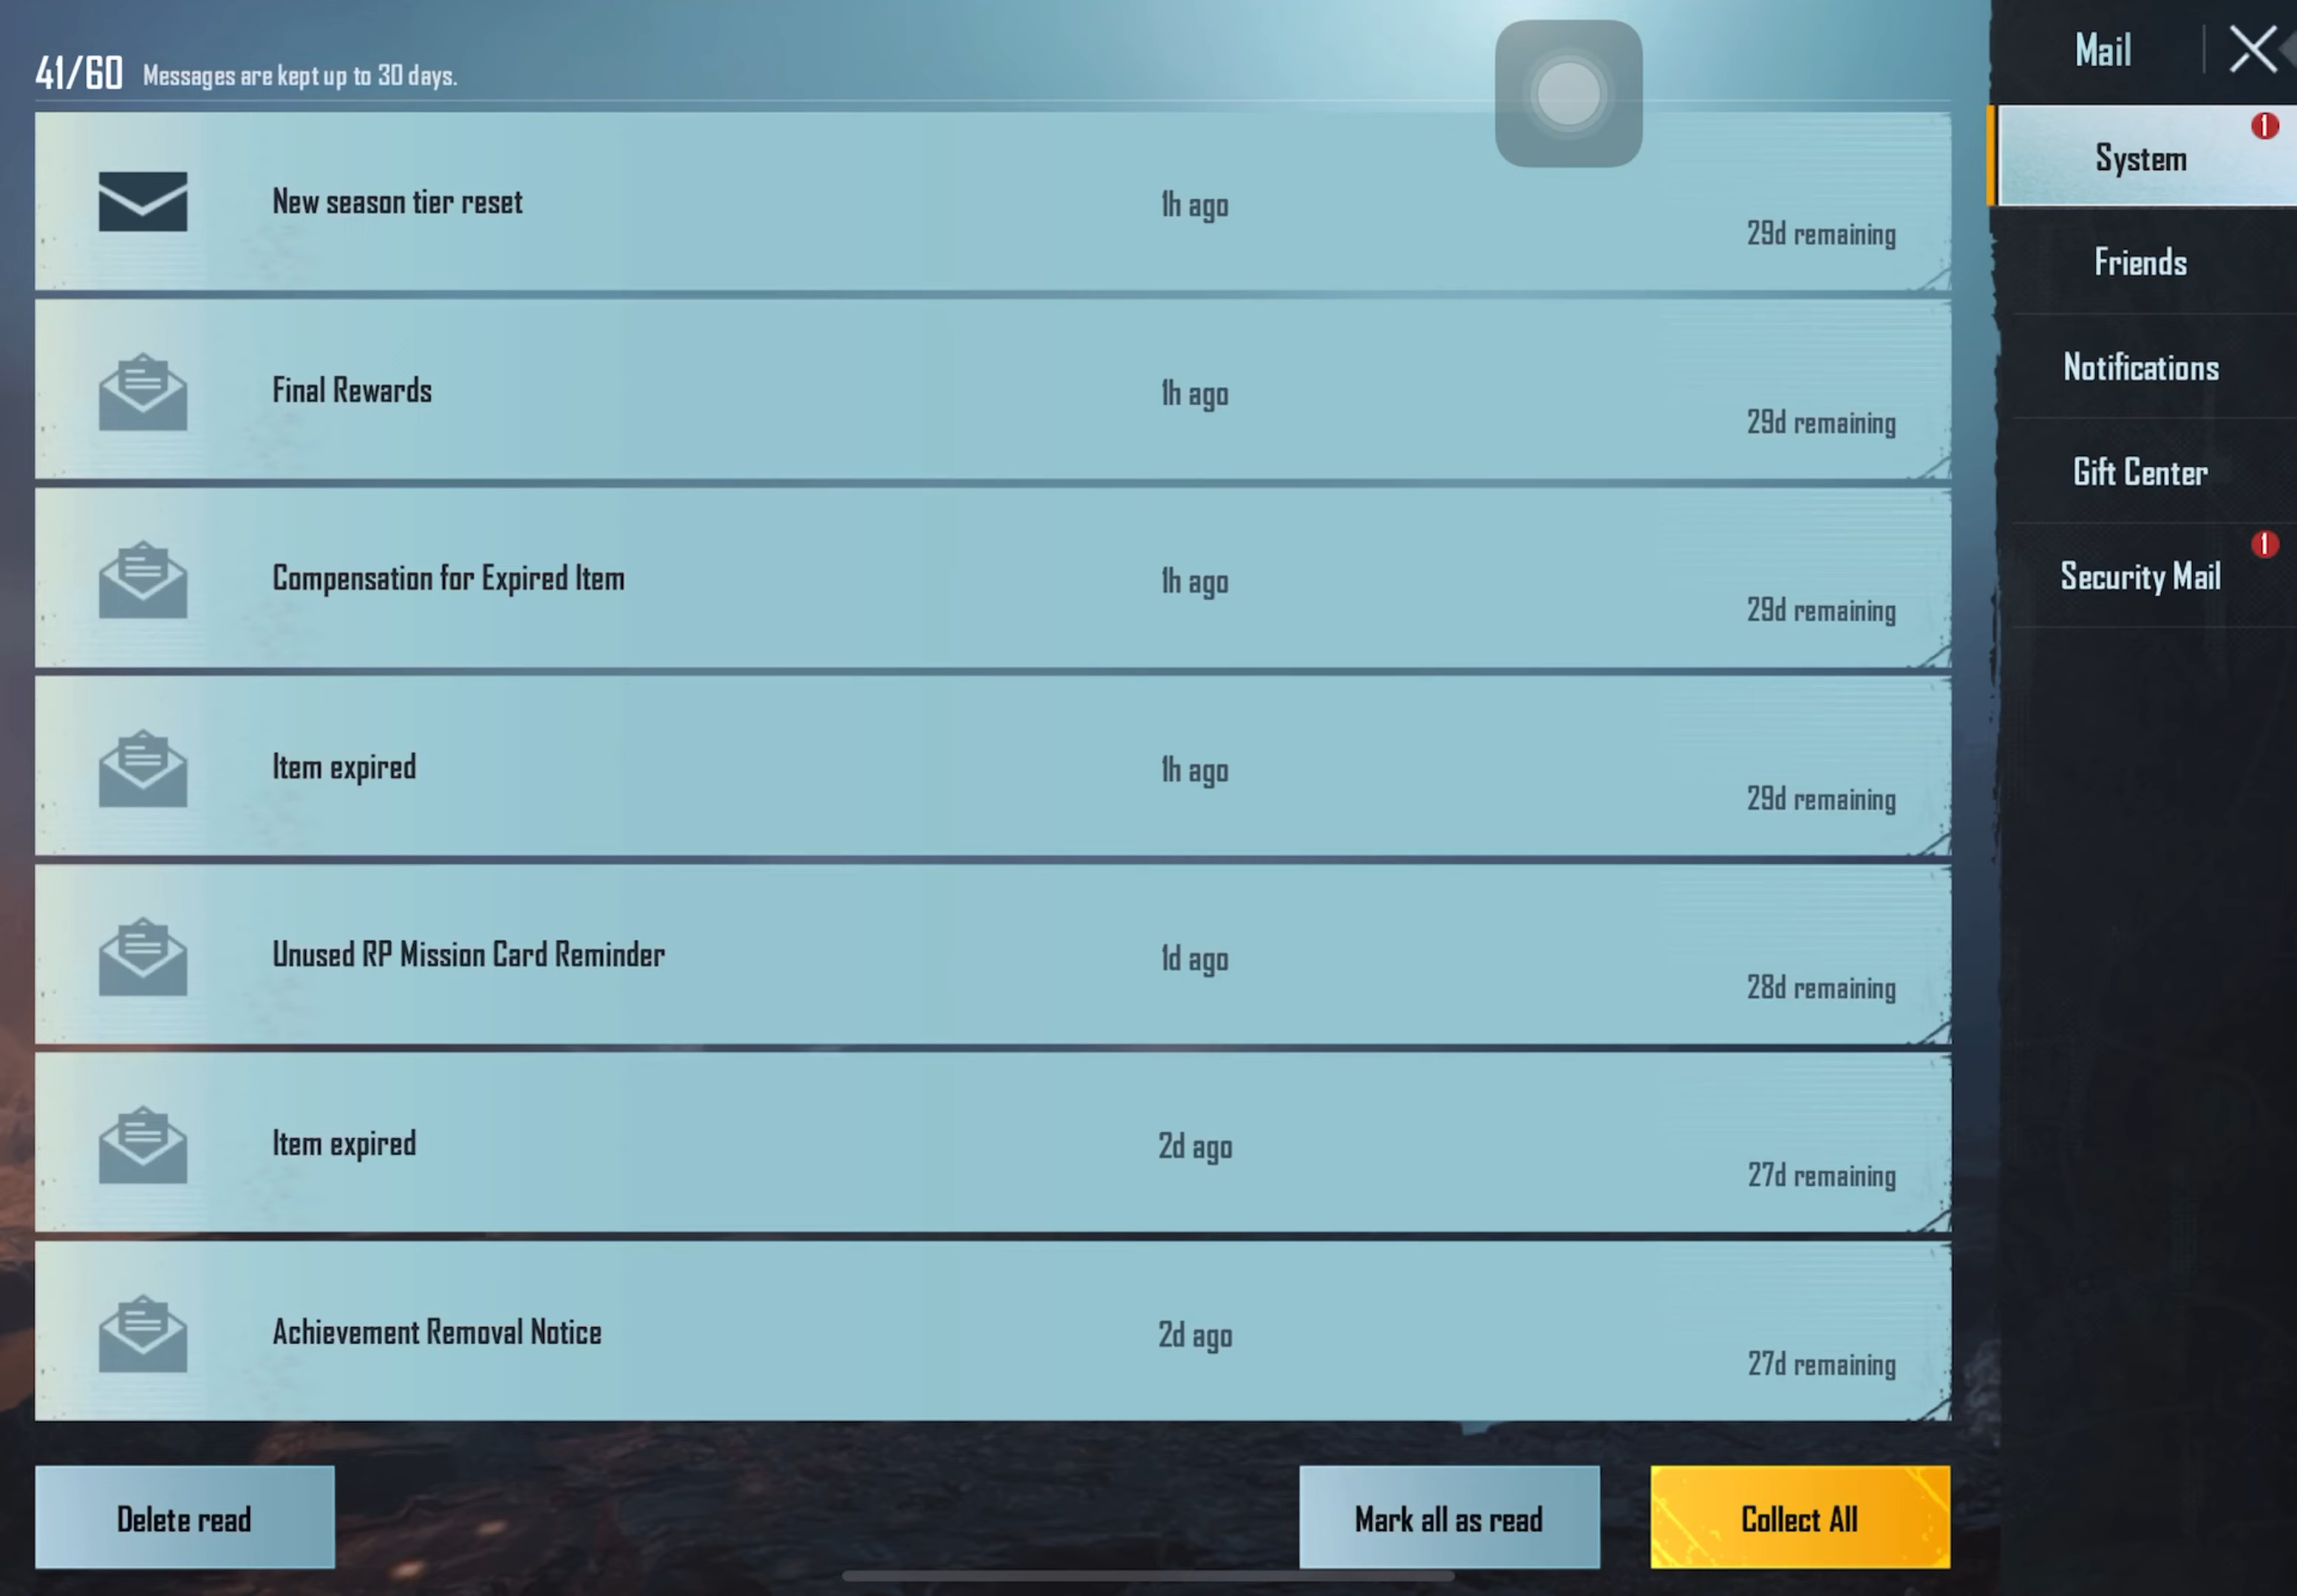 41/60 Messages are kept up to 30 days.
Mail
New season tier reset 1h ago 29d remaining
Final Rewards 1h ago 29d remaining
Compensation for Expired Item 1h ago 29d remaining
Item expired 1h ago 29d remaining
Unused RP Mission Card Reminder 1d ago 28d remaining
Item expired 2d ago 27d remaining
Achievement Removal Notice 2d ago 27d remaining
Delete read
Mark all as read
Collect All
System 1
Friends
Notifications
Gift Center
Security Mail 1